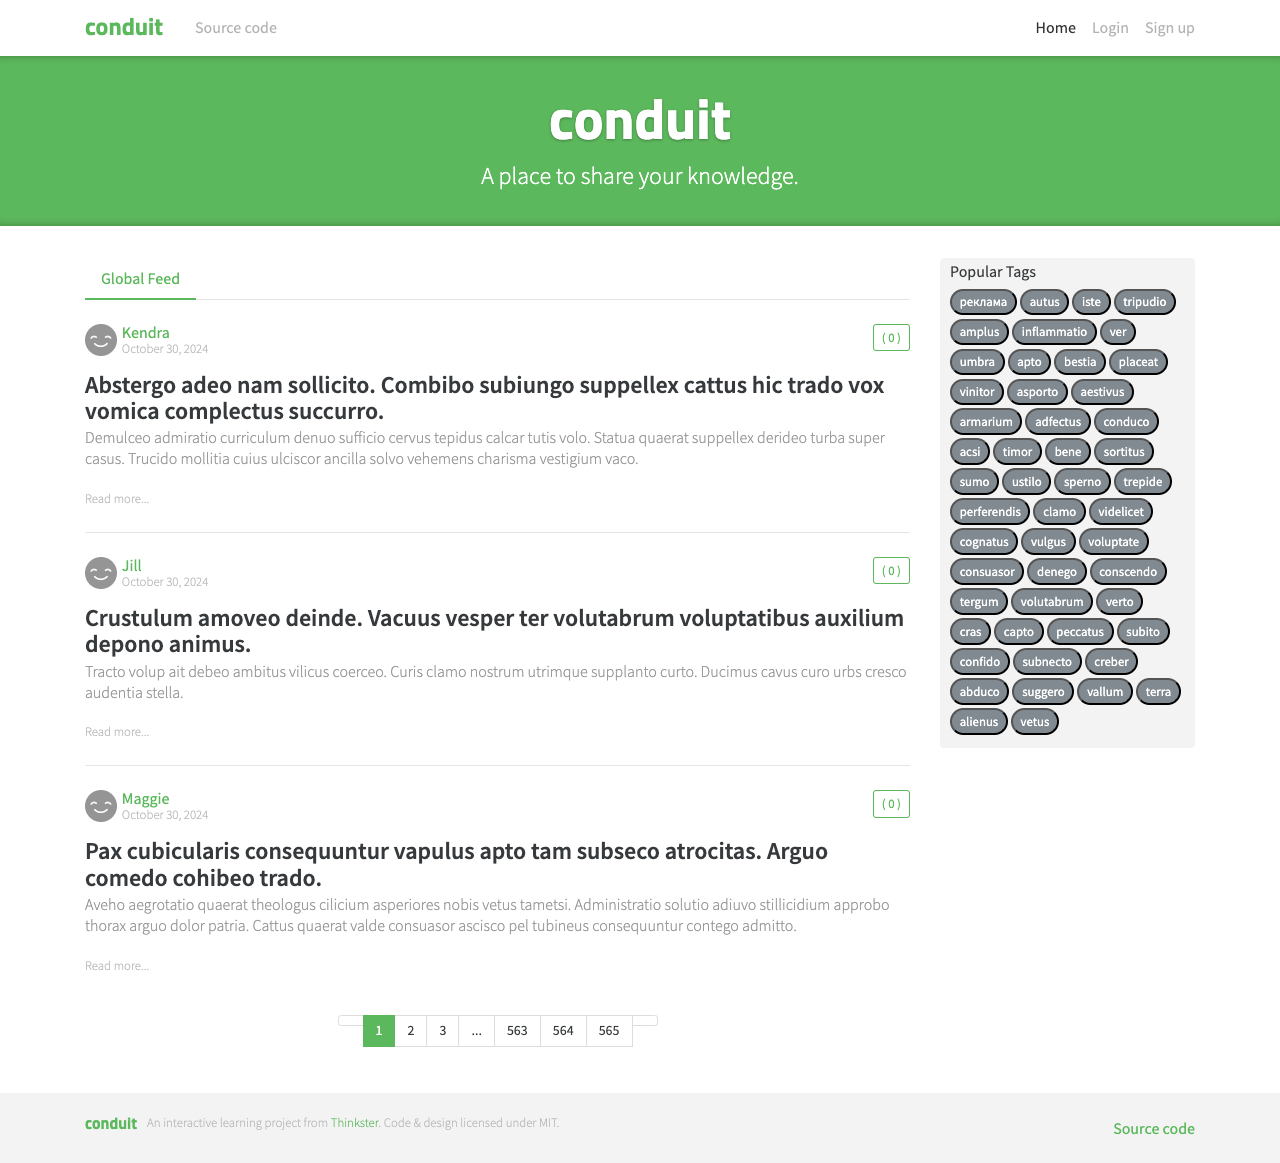 conduit Source code Home Login Sign up
conduit
A place to share your knowledge.
Global Feed
Kendra
October 30, 2024
( 0 )
Abstergo adeo nam sollicito. Combibo subiungo suppellex cattus hic trado vox
vomica complectus succurro.
Demulceo admiratio curriculum denuo sufficio cervus tepidus calcar tutis volo. Statua quaerat suppellex derideo turba super
casus. Trucido mollitia cuius ulciscor ancilla solvo vehemens charisma vestigium vaco.
Read more...
Jill
October 30, 2024
( 0 )
Crustulum amoveo deinde. Vacuus vesper ter volutabrum voluptatibus auxilium
depono animus.
Tracto volup ait debeo ambitus vilicus coerceo. Curis clamo nostrum utrimque supplanto curto. Ducimus cavus curo urbs cresco
audentia stella.
Read more...
Maggie
October 30, 2024
( 0 )
Pax cubicularis consequuntur vapulus apto tam subseco atrocitas. Arguo
comedo cohibeo trado.
Aveho aegrotatio quaerat theologus cilicium asperiores nobis vetus tametsi. Administratio solutio adiuvo stillicidium approbo
thorax arguo dolor patria. Cattus quaerat valde consuasor ascisco pel tubineus consequuntur contego admitto.
Read more...
1 2 3 ... 563 564 565
Popular Tags
реклама autus iste tripudio
amplus inflammatio ver
umbra apto bestia placeat
vinitor asporto aestivus
armarium adfectus conduco
acsi timor bene sortitus
sumo ustilo sperno trepide
perferendis clamo videlicet
cognatus vulgus voluptate
consuasor denego conscendo
tergum volutabrum verto
cras capto peccatus subito
confido subnecto creber
abduco suggero vallum terra
alienus vetus
conduit An interactive learning project from Thinkster. Code & design licensed under MIT.
Source code